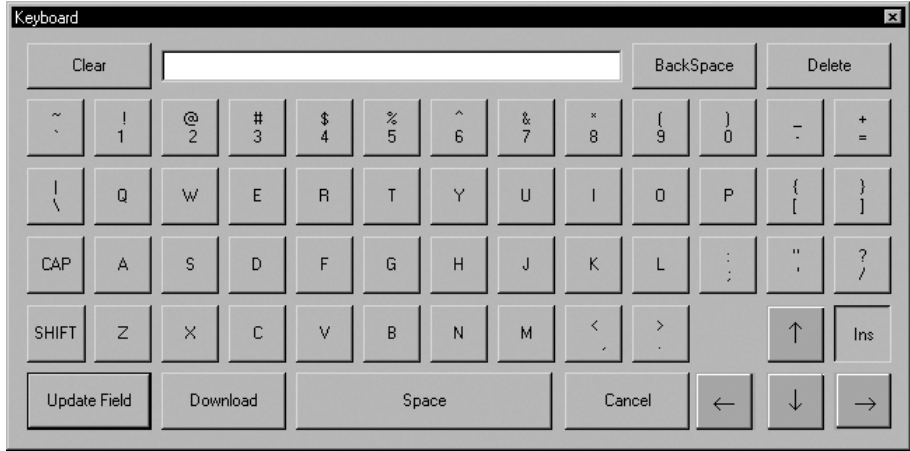 Keyboard
Clear BackSpace Delete
~ ! @ # $ % ^ & * ( ) _ +
` 1 2 3 4 5 6 7 8 9 0 - =
| Q W E R T Y U I O P { }
\ [ ]
CAP A S D F G H J K L : " ?
; ' /
SHIFT Z X C V B N M < > ↑ Ins
, .
Update Field Download Space Cancel ← ↓ →